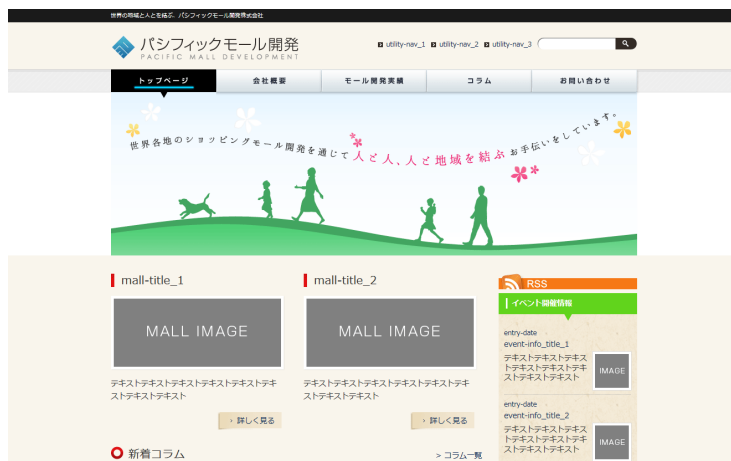 世界の地域と人とを結ぶ、パシフィックモール開発株式会社
パシフィックモール開発
PACIFIC MALL DEVELOPMENT
utility-nav_1 utility-nav_2 utility-nav_3
トップページ 会社概要 モール開発実績 コラム お問い合わせ
世界各地のショッピングモール開発を通じて人と人、人と地域を結ぶお手伝いをしています。
mall-title_1
MALL IMAGE
テキストテキストテキストテキストテキストテキ
ストテキストテキスト
› 詳しく見る
mall-title_2
MALL IMAGE
テキストテキストテキストテキストテキストテキ
ストテキストテキスト
› 詳しく見る
新着コラム
> コラム一覧
RSS
イベント開催情報
entry-date
event-info_title_1
テキストテキストテキス
トテキストテキストテキ
ストテキストテキスト
IMAGE
entry-date
event-info_title_2
テキストテキストテキス
トテキストテキストテキ
ストテキストテキスト
IMAGE